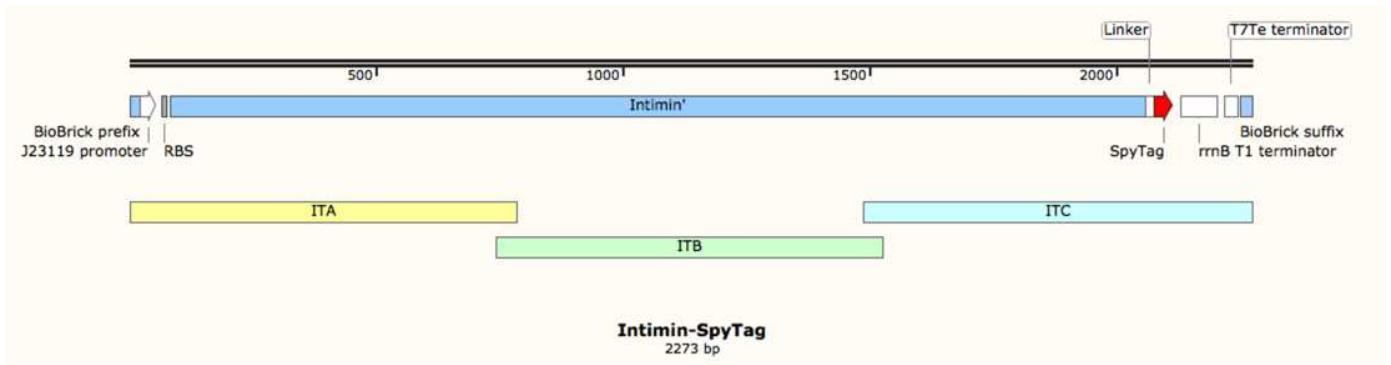 Linker
T7Te terminator
500
1000
1500
2000
Intimin'
BioBrick prefix
BioBrick suffix
J23119 promoter
RBS
SpyTag
rrnB T1 terminator
ITA
ITC
ITB
Intimin-SpyTag
2273 bp